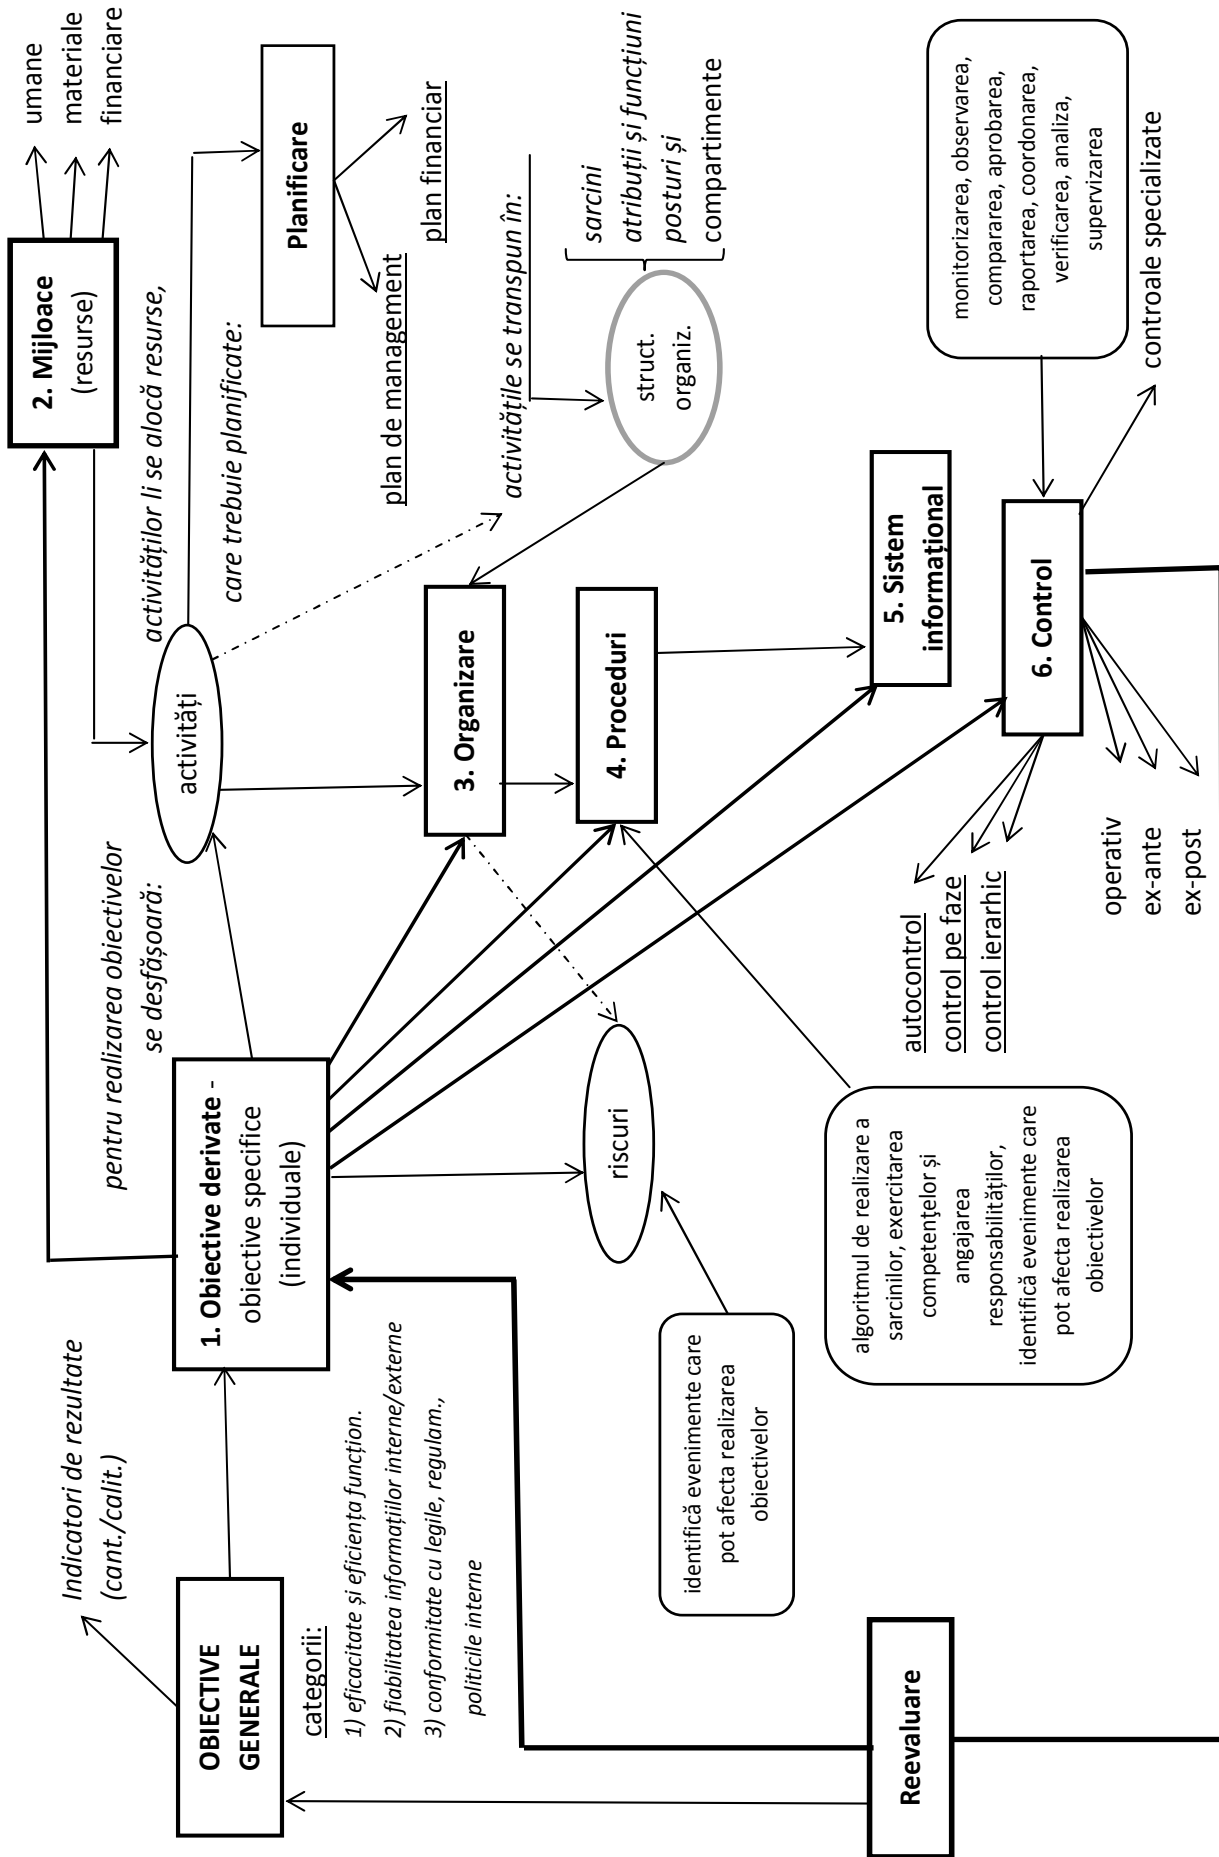 OBIECTIVE
GENERALE
Indicatori de rezultate
(cant./calit.)
categorii:
1) eficacitate și eficiența funcțion.
2) fiabilitatea informațiilor interne/externe
3) conformitate cu legile, regulam.,
politicile interne
1. Obiective derivate -
obiective specifice
(individuale)
pentru realizarea obiectivelor
se desfășoară:
activități
2. Mijloace
(resurse)
umane
materiale
financiare
activităților li se alocă resurse,
care trebuie planificate:
Planificare
plan de management
plan financiar
activitățile se transpun în:
struct.
organiz.
sarcini
atribuții și funcțiuni
posturi și
compartimente
3. Organizare
4. Proceduri
5. Sistem
informațional
6. Control
monitorizarea, observarea,
compararea, aprobarea,
raportarea, coordonarea,
verificarea, analiza,
supervizarea
controale specializate
autocontrol
control pe faze
control ierarhic
operativ
ex-ante
ex-post
riscuri
identifică evenimente care
pot afecta realizarea
obiectivelor
algoritmul de realizare a
sarcinilor, exercitarea
competențelor și
angajarea
responsabilităților,
identifică evenimente care
pot afecta realizarea
obiectivelor
Reevaluare